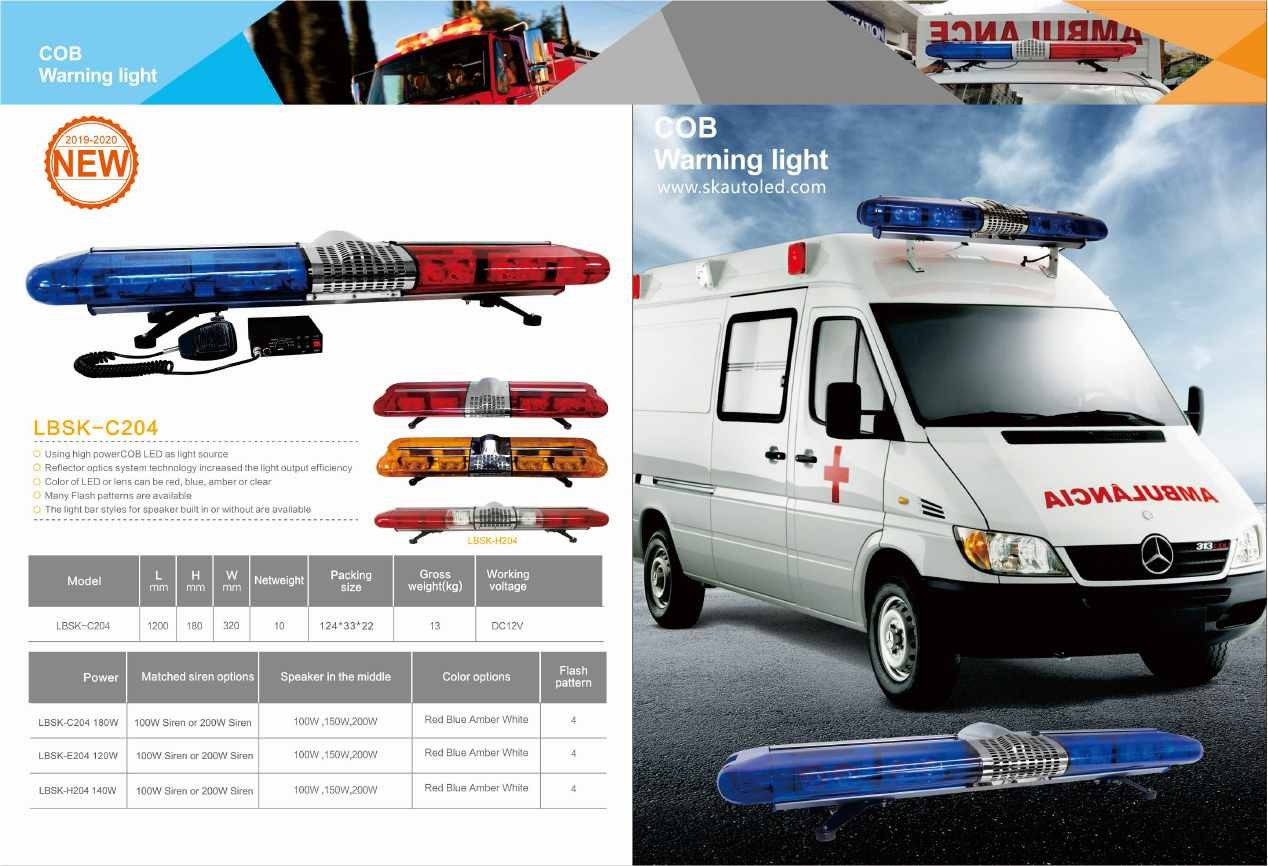 COB
Warning light
STATION
AMBULANCE
2019-2020
NEW
LBSK-C204
Using high powerCOB LED as light source
Reflector optics system technology increased the light output efficiency
Color of LED or lens can be red, blue, amber or clear
Many Flash patterns are available
The light bar styles for speaker built in or without are available
LBSK-H204
Model L mm H mm W mm Netweight Packing size Gross weight(kg) Working voltage
LBSK-C204 1200 180 320 10 124*33*22 13 DC12V
Power Matched siren options Speaker in the middle Color options Flash pattern
LBSK-C204 180W 100W Siren or 200W Siren 100W ,150W,200W Red Blue Amber White 4
LBSK-E204 120W 100W Siren or 200W Siren 100W ,150W,200W Red Blue Amber White 4
LBSK-H204 140W 100W Siren or 200W Siren 100W ,150W,200W Red Blue Amber White 4
COB
Warning light
www.skautoled.com
AMBULÂNCIA
313